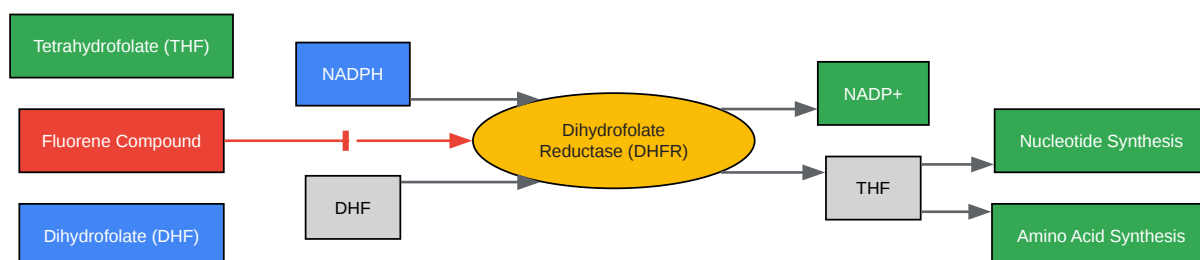 Tetrahydrofolate (THF)
Fluorene Compound
Dihydrofolate (DHF)
NADPH
DHF
Dihydrofolate
Reductase (DHFR)
NADP+
THF
Nucleotide Synthesis
Amino Acid Synthesis